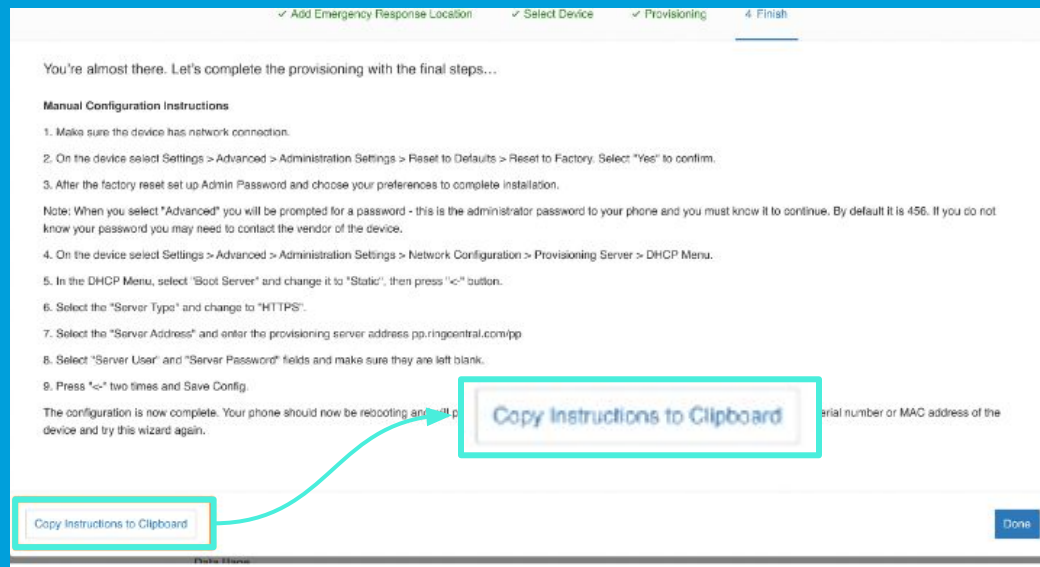 ✓ Add Emergency Response Location ✓ Select Device ✓ Provisioning 4 Finish
You're almost there. Let's complete the provisioning with the final steps…
Manual Configuration Instructions
1. Make sure the device has network connection.
2. On the device select Settings > Advanced > Administration Settings > Reset to Defaults > Reset to Factory. Select "Yes" to confirm.
3. After the factory reset set up Admin Password and choose your preferences to complete installation.
Note: When you select "Advanced" you will be prompted for a password - this is the administrator password to your phone and you must know it to continue. By default it is 456. If you do not
know your password you may need to contact the vendor of the device.
4. On the device select Settings > Advanced > Administration Settings > Network Configuration > Provisioning Server > DHCP Menu.
5. In the DHCP Menu, select "Boot Server" and change it to "Static", then press "<-" button.
6. Select the "Server Type" and change to "HTTPS".
7. Select the "Server Address" and enter the provisioning server address pp.ringcentral.com/pp
8. Select "Server User" and "Server Password" fields and make sure they are left blank.
9. Press "<-" two times and Save Config.
The configuration is now complete. Your phone should now be rebooting and will serial number or MAC address of the
device and try this wizard again.
Copy Instructions to Clipboard
Copy Instructions to Clipboard
Done